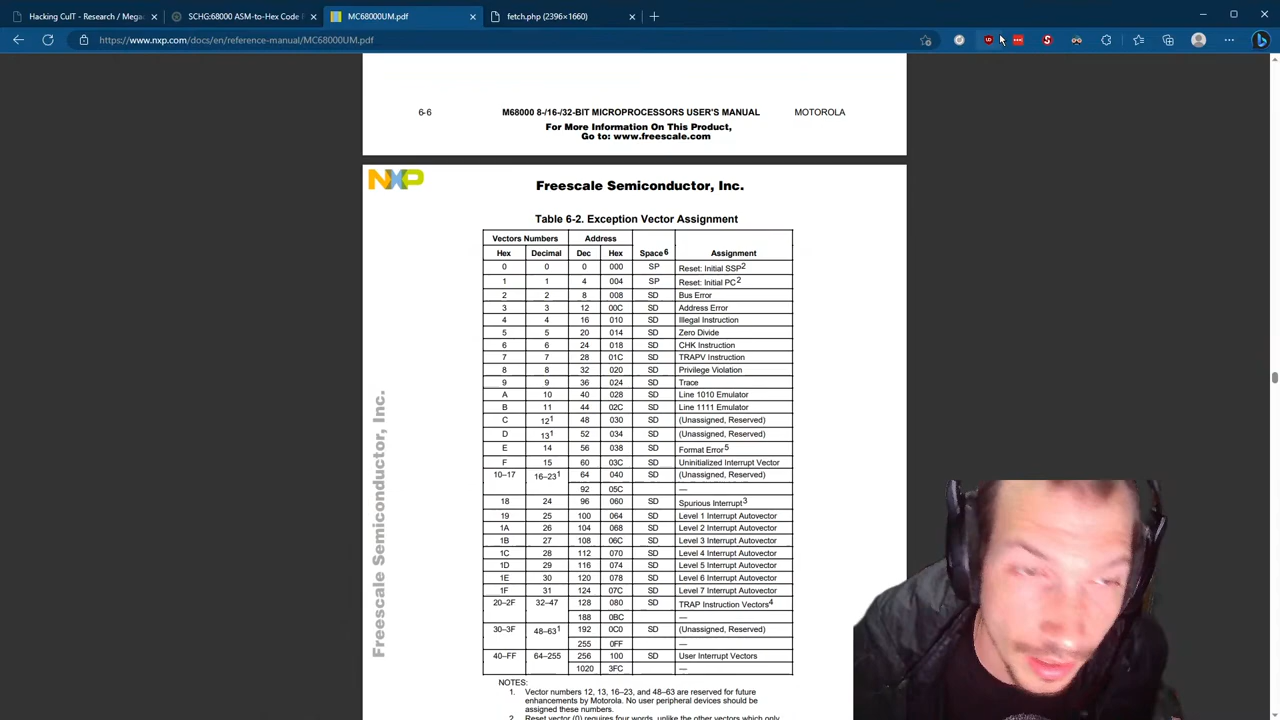 Hacking CulT - Research / Mega
SCHG:68000 ASM-to-Hex Code R
MC68000UM.pdf
fetch.php (2396×1660)
https://www.nxp.com/docs/en/reference-manual/MC68000UM.pdf
6-6 M68000 8-/16-/32-BIT MICROPROCESSORS USER'S MANUAL MOTOROLA
For More Information On This Product,
Go to: www.freescale.com
NXP
Freescale Semiconductor, Inc.
Freescale Semiconductor, Inc.
Table 6-2. Exception Vector Assignment
Vectors Numbers Address
Hex Decimal Dec Hex Space6 Assignment
0 0 0 000 SP Reset: Initial SSP2
1 1 4 004 SP Reset: Initial PC2
2 2 8 008 SD Bus Error
3 3 12 00C SD Address Error
4 4 16 010 SD Illegal Instruction
5 5 20 014 SD Zero Divide
6 6 24 018 SD CHK Instruction
7 7 28 01C SD TRAPV Instruction
8 8 32 020 SD Privilege Violation
9 9 36 024 SD Trace
A 10 40 028 SD Line 1010 Emulator
B 11 44 02C SD Line 1111 Emulator
C 121 48 030 SD (Unassigned, Reserved)
D 131 52 034 SD (Unassigned, Reserved)
E 14 56 038 SD Format Error5
F 15 60 03C SD Uninitialized Interrupt Vector
10–17 16–231 64 040 SD (Unassigned, Reserved)
92 05C —
18 24 96 060 SD Spurious Interrupt3
19 25 100 064 SD Level 1 Interrupt Autovector
1A 26 104 068 SD Level 2 Interrupt Autovector
1B 27 108 06C SD Level 3 Interrupt Autovector
1C 28 112 070 SD Level 4 Interrupt Autovector
1D 29 116 074 SD Level 5 Interrupt Autovector
1E 30 120 078 SD Level 6 Interrupt Autovector
1F 31 124 07C SD Level 7 Interrupt Autovector
20–2F 32–47 128 080 SD TRAP Instruction Vectors4
188 0BC —
30–3F 48–631 192 0C0 SD (Unassigned, Reserved)
255 0FF —
40–FF 64–255 256 100 SD User Interrupt Vectors
1020 3FC —
NOTES:
1. Vector numbers 12, 13, 16–23, and 48–63 are reserved for future
enhancements by Motorola. No user peripheral devices should be
assigned these numbers.
2. Reset vector (0) requires four words, unlike the other vectors which only